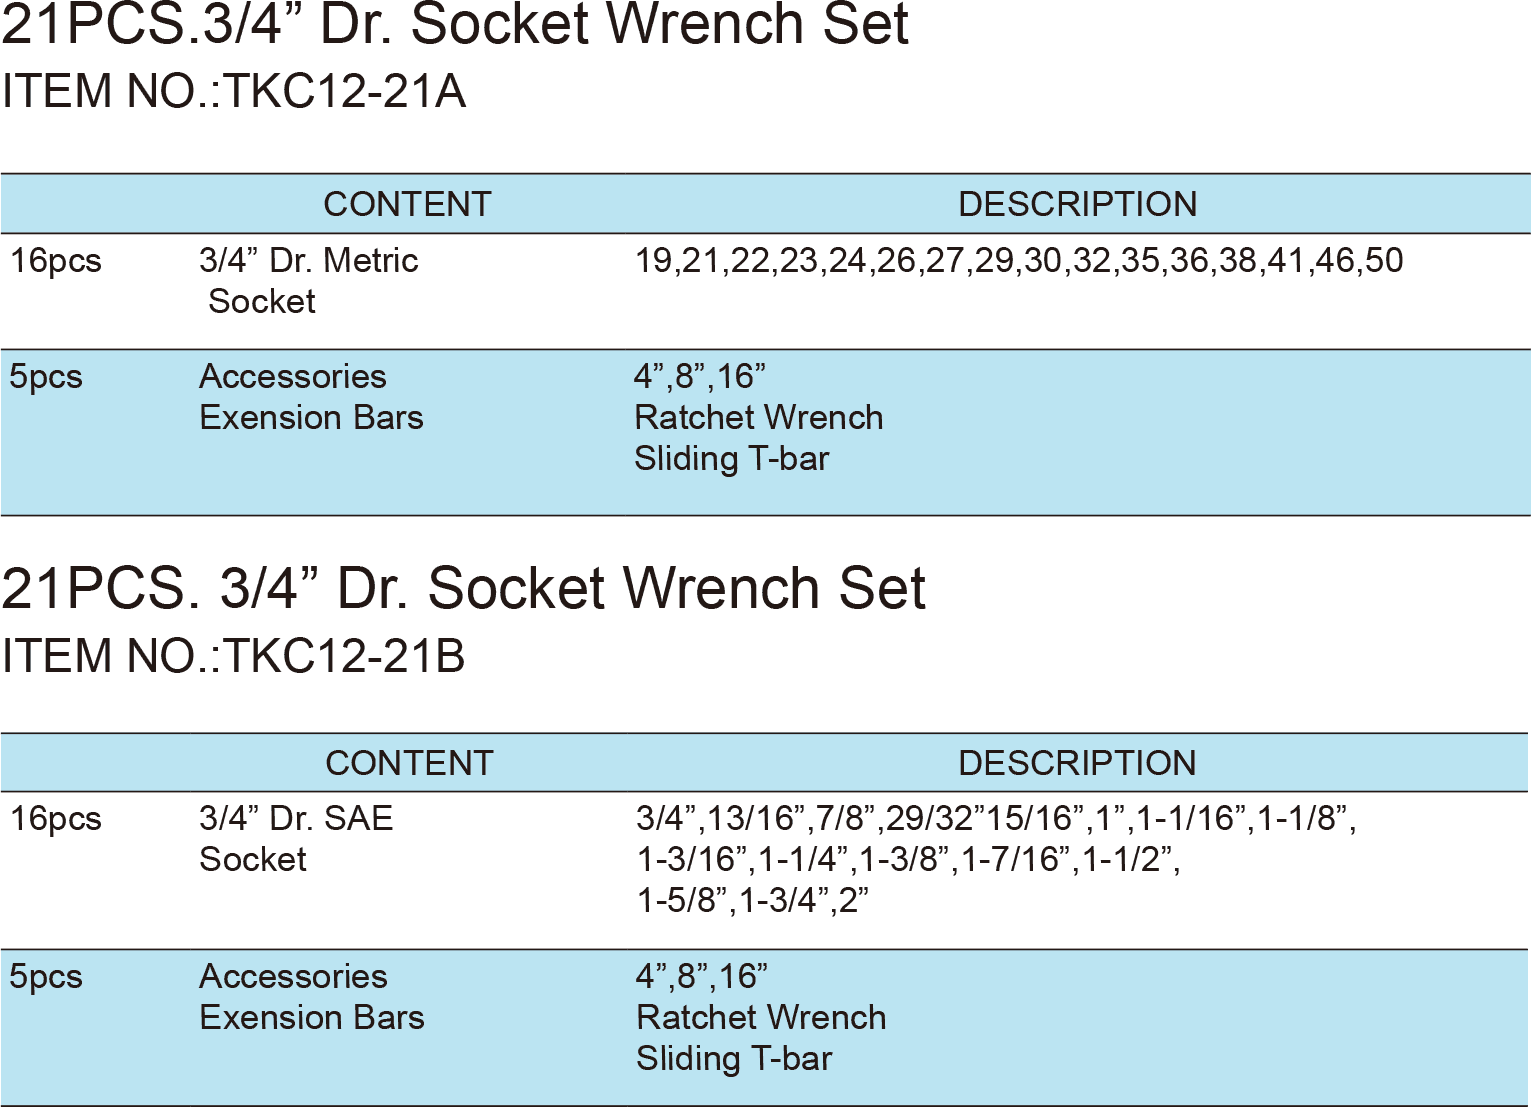 21PCS.3/4” Dr. Socket Wrench Set
ITEM NO.:TKC12-21A
CONTENT DESCRIPTION
16pcs 3/4” Dr. Metric 19,21,22,23,24,26,27,29,30,32,35,36,38,41,46,50
Socket
5pcs Accessories 4”,8”,16”
Exension Bars Ratchet Wrench
Sliding T-bar
21PCS. 3/4” Dr. Socket Wrench Set
ITEM NO.:TKC12-21B
CONTENT DESCRIPTION
16pcs 3/4” Dr. SAE 3/4”,13/16”,7/8”,29/32”15/16”,1”,1-1/16”,1-1/8”,
Socket 1-3/16”,1-1/4”,1-3/8”,1-7/16”,1-1/2”,
1-5/8”,1-3/4”,2”
5pcs Accessories 4”,8”,16”
Exension Bars Ratchet Wrench
Sliding T-bar